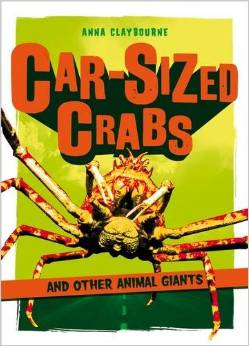 ANNA CLAYBOURNE
CAR-SIZED
CRABS
AND OTHER ANIMAL GIANTS